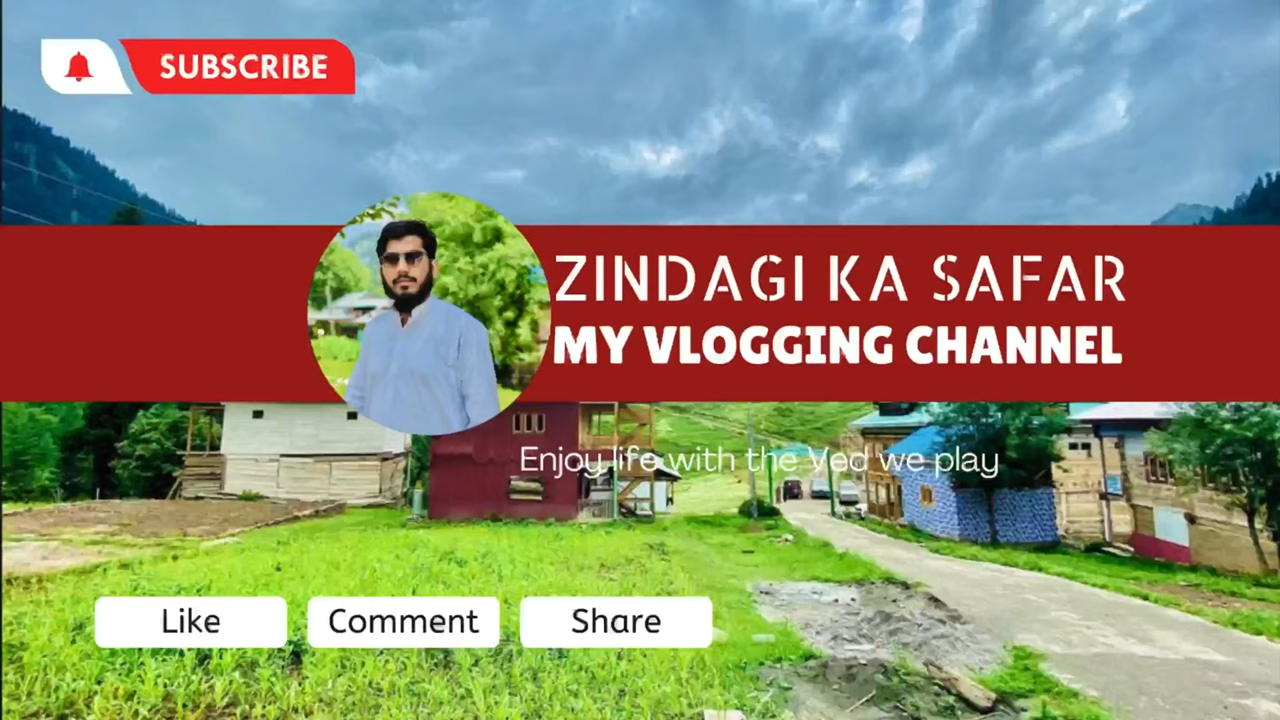 SUBSCRIBE
ZINDAGI KA SAFAR
MY VLOGGING CHANNEL
Enjoy life with the Ved we play
Like
Comment
Share